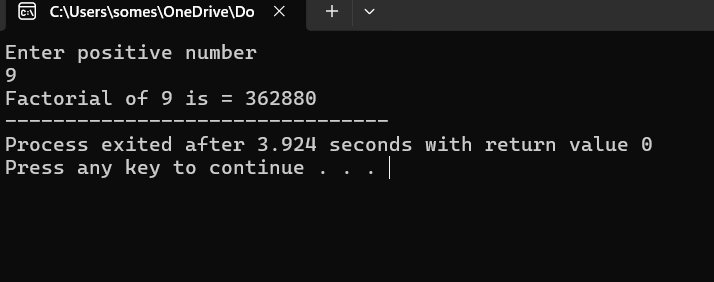 C:\Users\somes\OneDrive\Do
Enter positive number
9
Factorial of 9 is = 362880
--------------------------------
Process exited after 3.924 seconds with return value 0
Press any key to continue . . .